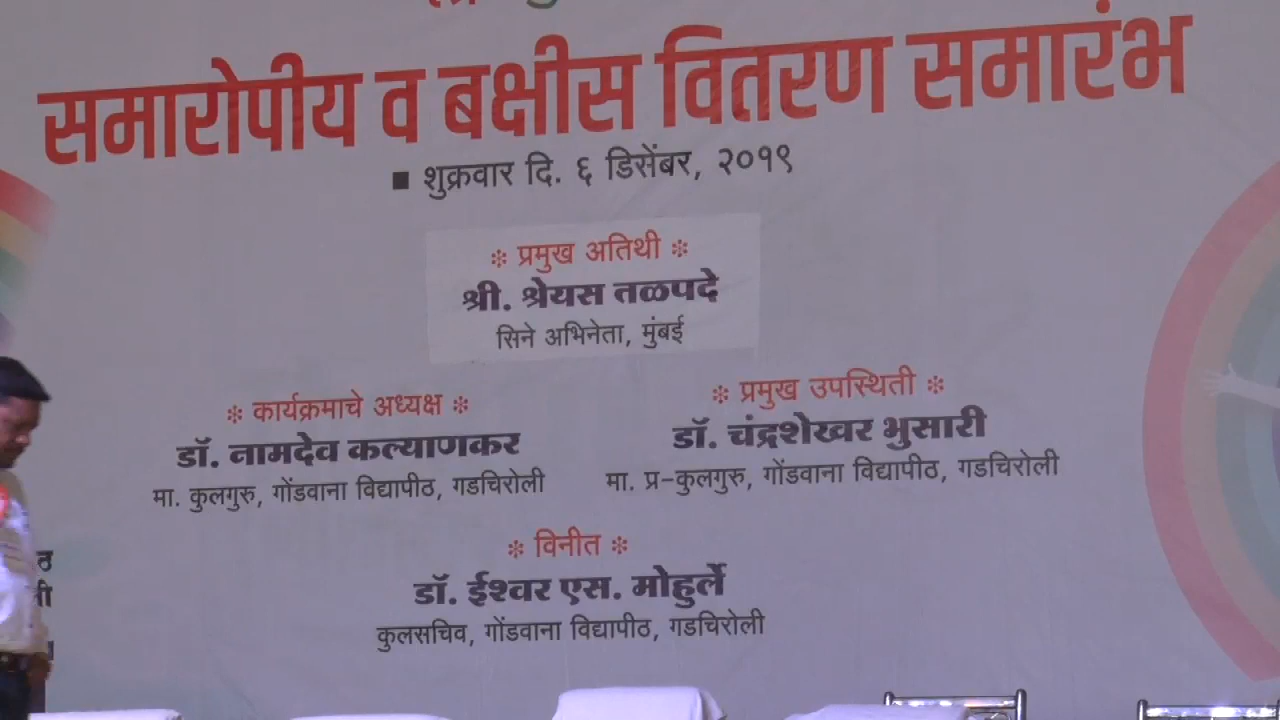 समारोपीय व बक्षीस वितरण समारंभ
▪ शुक्रवार दि. ६ डिसेंबर, २०१९
❇ प्रमुख अतिथी ❇
श्री. श्रेयस तळपदे
सिने अभिनेता, मुंबई
❇ कार्यक्रमाचे अध्यक्ष ❇
डॉ. नामदेव कल्याणकर
मा. कुलगुरु, गोंडवाना विद्यापीठ, गडचिरोली
❇ प्रमुख उपस्थिती ❇
डॉ. चंद्रशेखर भुसारी
मा. प्र-कुलगुरु, गोंडवाना विद्यापीठ, गडचिरोली
❇ विनीत ❇
डॉ. ईश्वर एस. मोहुर्ले
कुलसचिव, गोंडवाना विद्यापीठ, गडचिरोली